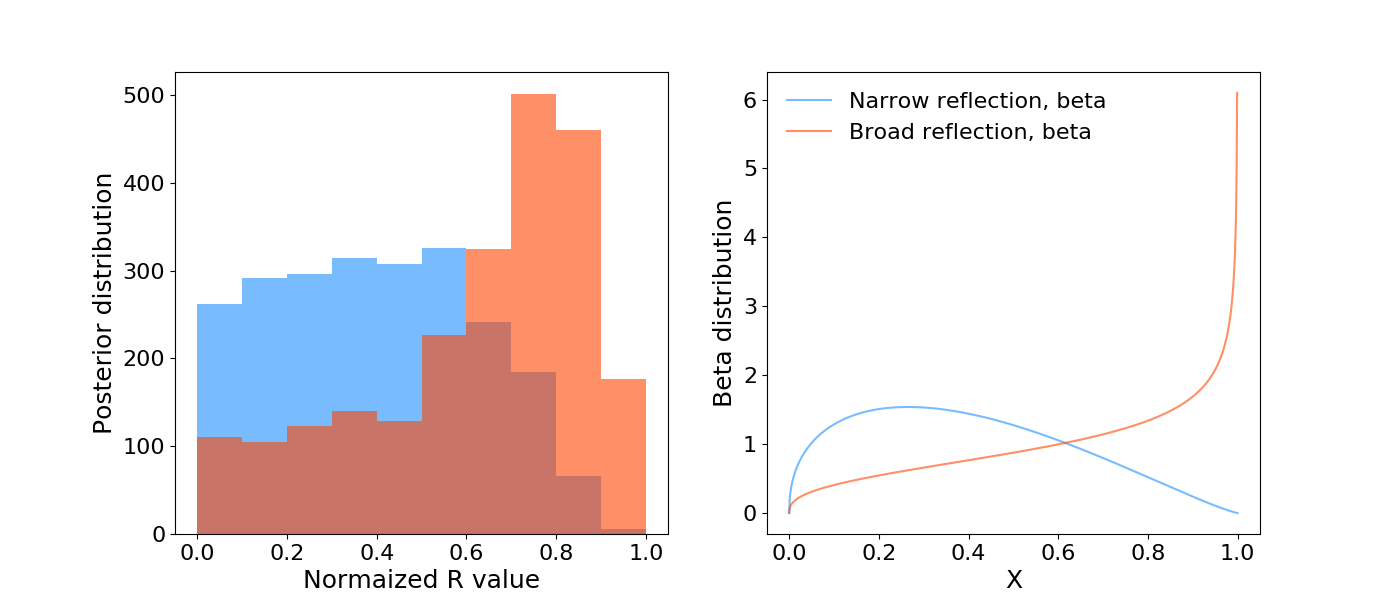 Posterior distribution
500
400
300
200
100
0
0.0 0.2 0.4 0.6 0.8 1.0
Normaized R value
Beta distribution
6
5
4
3
2
1
0
0.0 0.2 0.4 0.6 0.8 1.0
X
Narrow reflection, beta
Broad reflection, beta